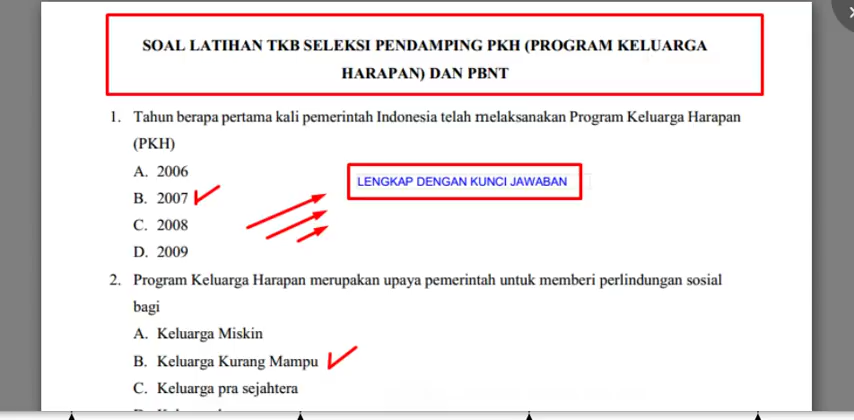 SOAL LATIHAN TKB SELEKSI PENDAMPING PKH (PROGRAM KELUARGA
HARAPAN) DAN PBNT
1. Tahun berapa pertama kali pemerintah Indonesia telah melaksanakan Program Keluarga Harapan
(PKH)
A. 2006
LENGKAP DENGAN KUNCI JAWABAN
B. 2007
C. 2008
D. 2009
2. Program Keluarga Harapan merupakan upaya pemerintah untuk memberi perlindungan sosial
bagi
A. Keluarga Miskin
B. Keluarga Kurang Mampu
C. Keluarga pra sejahtera